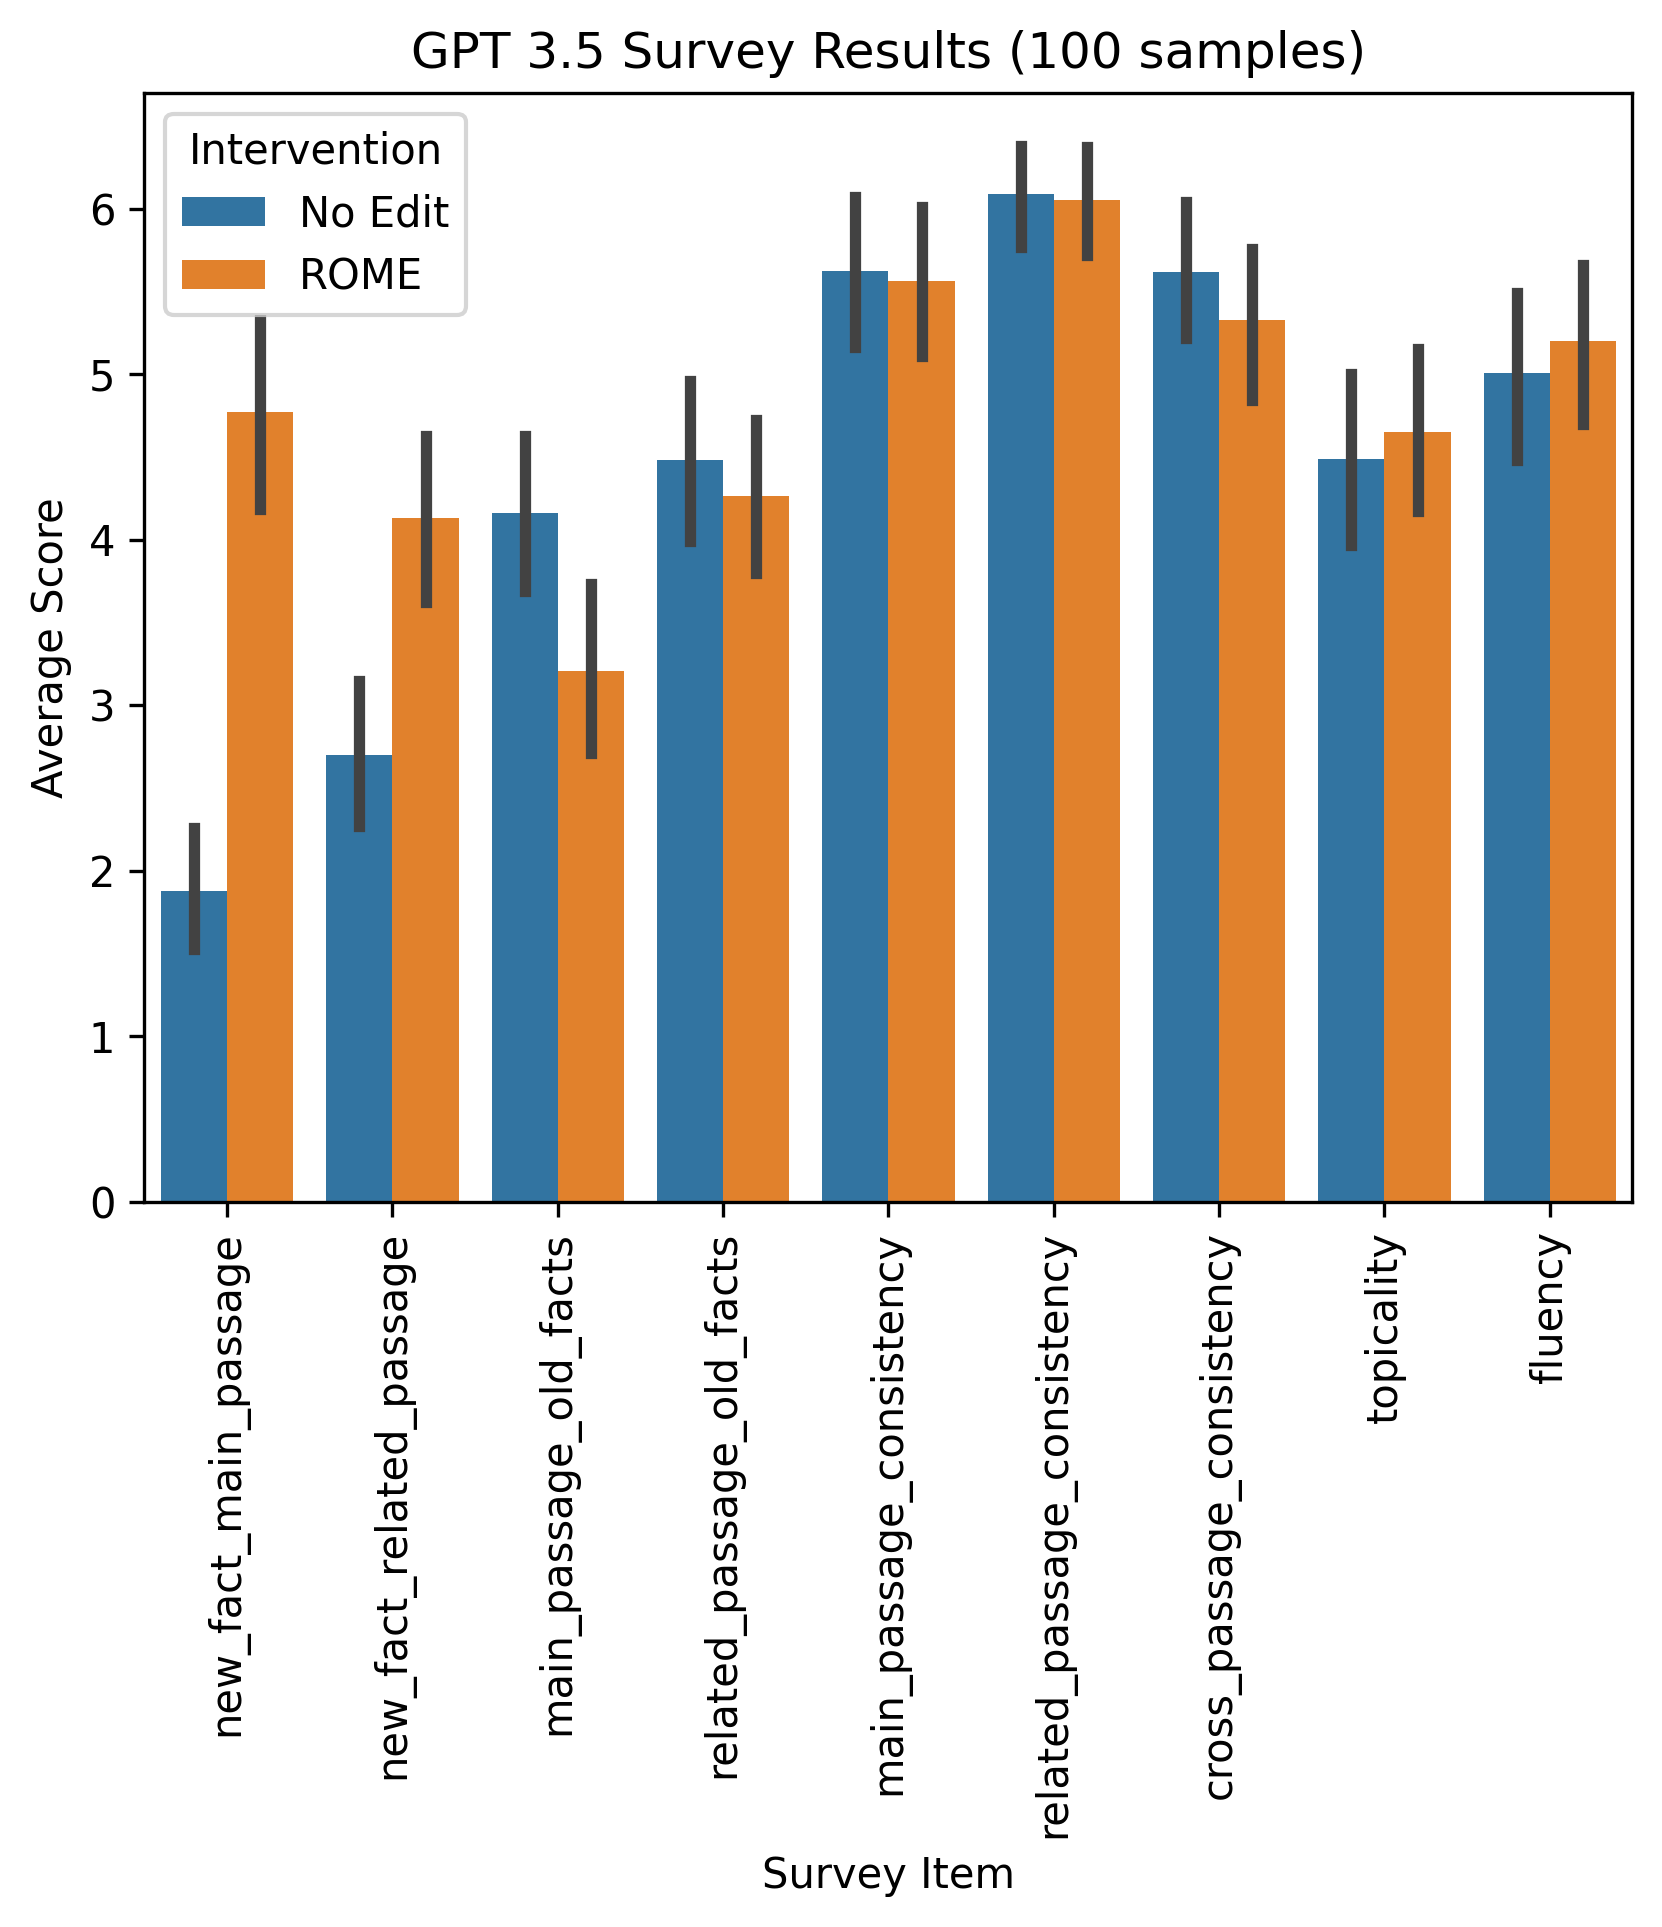 GPT 3.5 Survey Results (100 samples)
Intervention
No Edit
ROME
Average Score
6
5
4
3
2
1
0
new_fact_main_passage
new_fact_related_passage
main_passage_old_facts
related_passage_old_facts
main_passage_consistency
related_passage_consistency
cross_passage_consistency
topicality
fluency
Survey Item